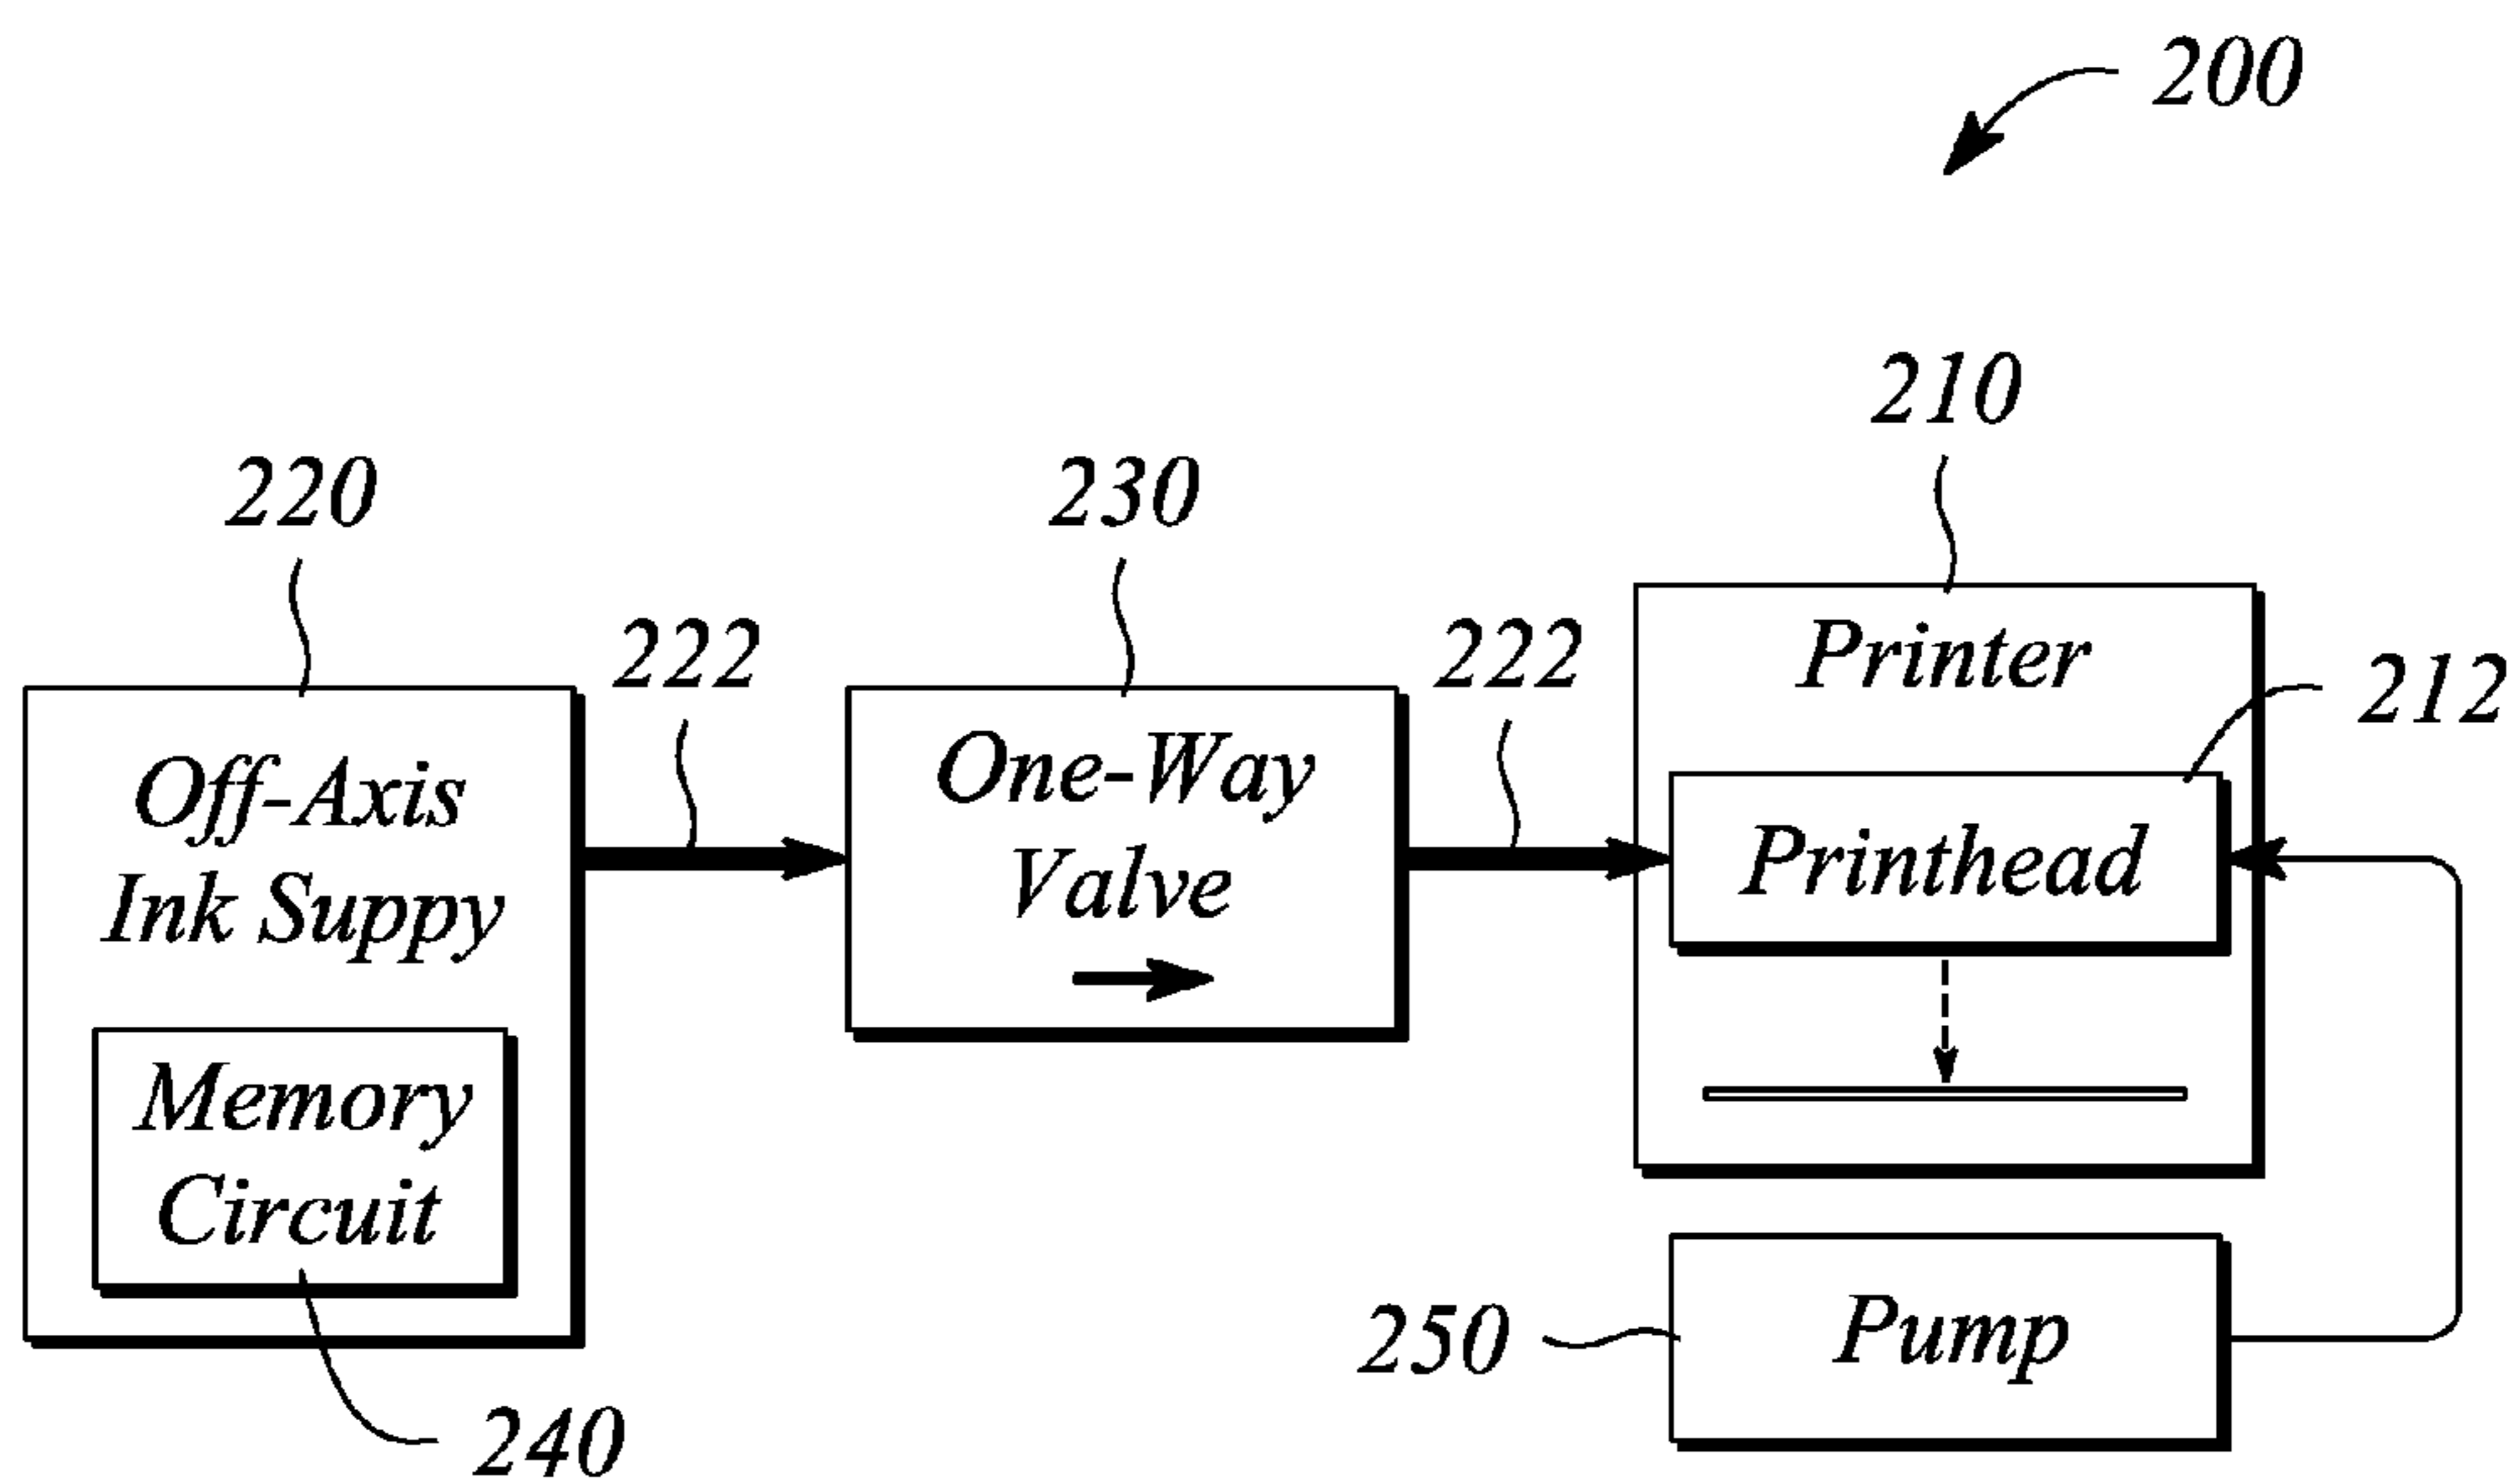 200
210
220
230
222
222
Printer
212
Off-Axis
Ink Suppy
One-Way
Valve
Printhead
Memory
Circuit
250
Pump
240